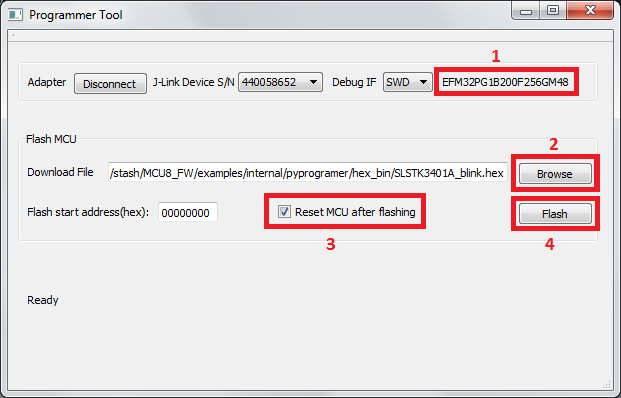 Programmer Tool
1
Adapter Disconnect J-Link Device S/N 440058652 Debug IF SWD EFM32PG1B200F256GM48
Flash MCU
2
Download File /stash/MCU8_FW/examples/internal/pyprogramer/hex_bin/SLSTK3401A_blink.hex Browse
Flash start address(hex): 00000000 Reset MCU after flashing Flash
3 4
Ready